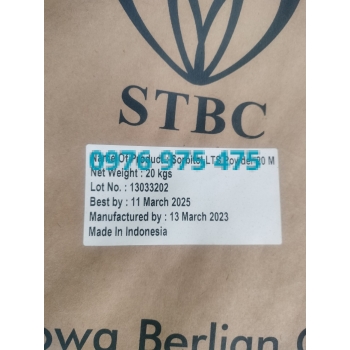 STBC
Name Of Product : Sorbitol LTS Powder 20 M
0976 975 475
Net Weight : 20 kgs
Lot No. : 13033202
Best by : 11 March 2025
Manufactured by : 13 March 2023
Made In Indonesia
owa Berlian